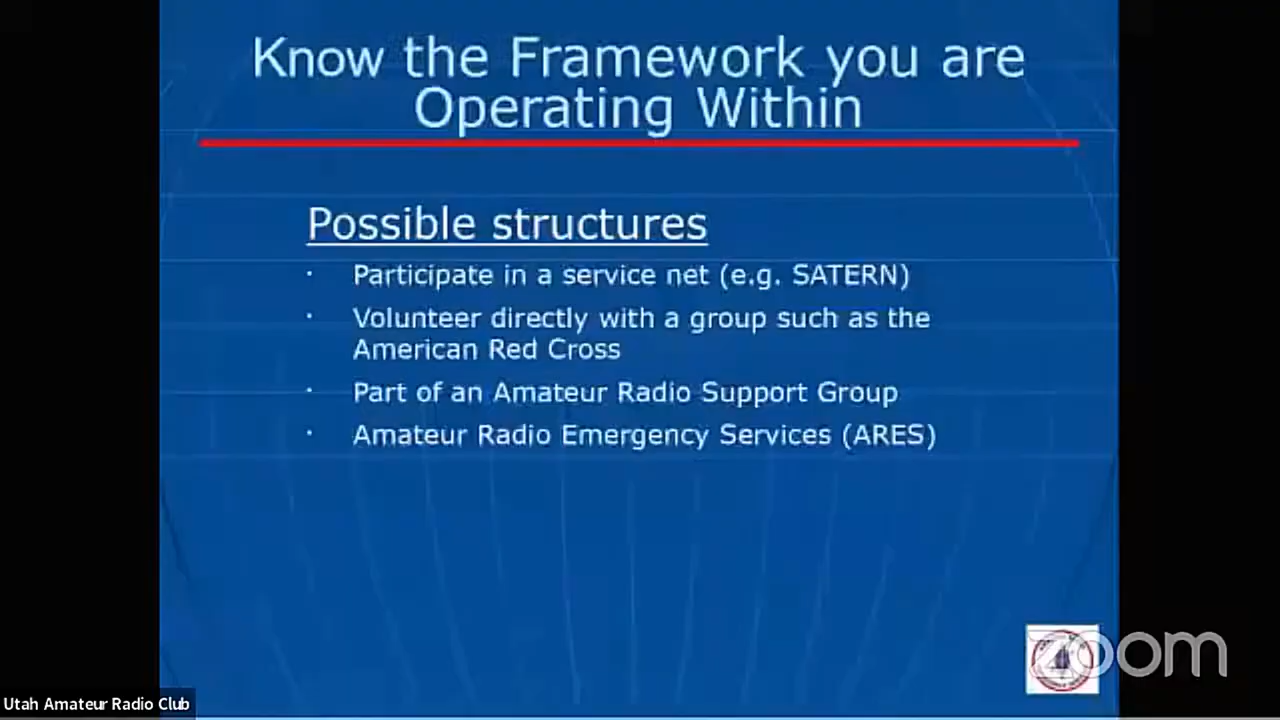 Know the Framework you are
Operating Within
Possible structures
· Participate in a service net (e.g. SATERN)
· Volunteer directly with a group such as the
American Red Cross
· Part of an Amateur Radio Support Group
· Amateur Radio Emergency Services (ARES)
zoom
Utah Amateur Radio Club